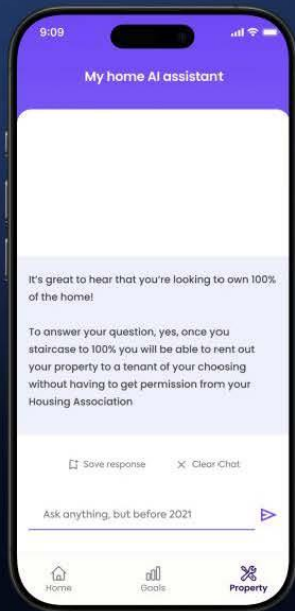 9:09
My home AI assistant
It's great to hear that you're looking to own 100%
of the home!
To answer your question, yes, once you
staircase to 100% you will be able to rent out
your property to a tenant of your choosing
without having to get permission from your
Housing Association
Save response
Clear Chat
Ask anything, but before 2021
Home
Goals
Property